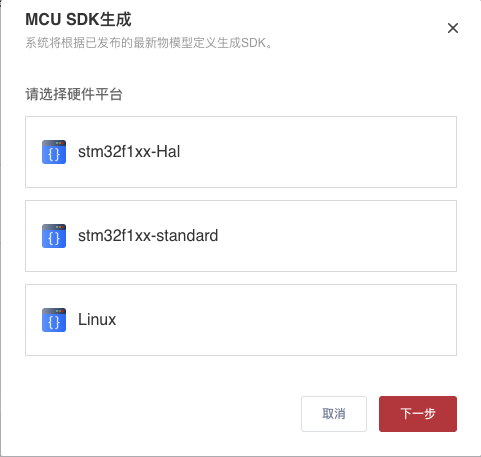 MCU SDK生成
系统将根据已发布的最新物模型定义生成SDK。
请选择硬件平台
{} stm32f1xx-Hal
{} stm32f1xx-standard
{} Linux
取消
下一步